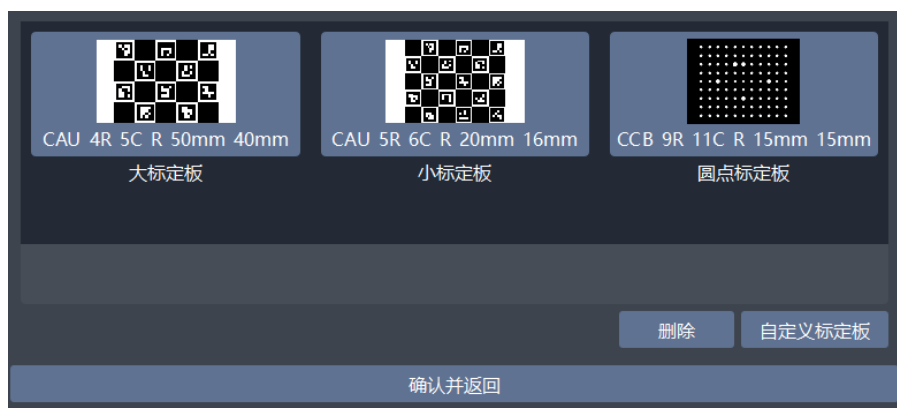 CAU 4R 5C R 50mm 40mm
大标定板
CAU 5R 6C R 20mm 16mm
小标定板
CCB 9R 11C R 15mm 15mm
圆点标定板
删除
自定义标定板
确认并返回